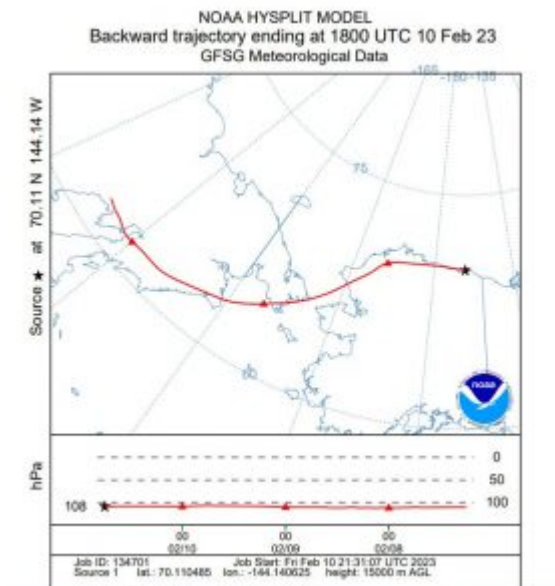 NOAA HYSPLIT MODEL
Backward trajectory ending at 1800 UTC 10 Feb 23
GFSG Meteorological Data
Source ★ at 70.11 N 144.14 W
-165 -150 -135
75
60
noaa
hPa
0
50
100
108
00 00 00
02/10 02/09 02/08
Job ID: 134701 Job Start: Fri Feb 10 21:31:07 UTC 2023
Source 1 lat.: 70.110485 lon.: -144.140625 height: 15000 m AGL